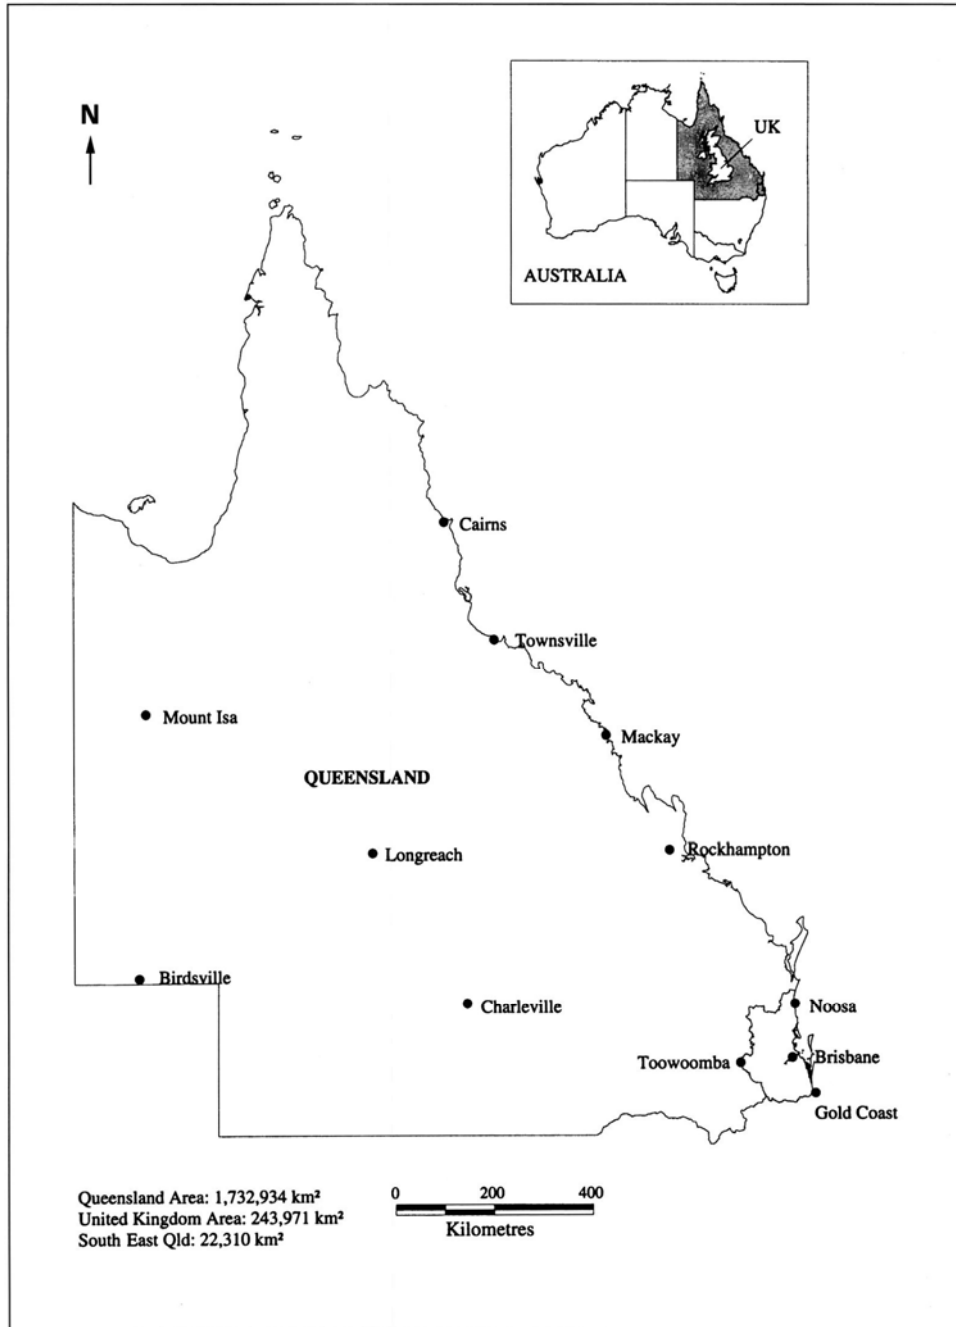 N
UK
AUSTRALIA
Cairns
Townsville
Mount Isa
Mackay
QUEENSLAND
Rockhampton
Longreach
Birdsville
Charleville
Noosa
Toowoomba
Brisbane
Gold Coast
Queensland Area: 1,732,934 km²
United Kingdom Area: 243,971 km²
South East Qld: 22,310 km²
0 200 400
Kilometres